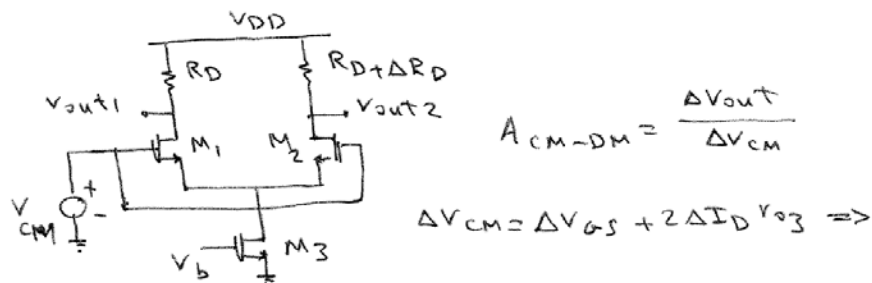 VDD
RD
RD+ΔRD
Vout1
Vout2
M1
M2
ACM-DM = ΔVout / ΔVCM
V CM
+
-
ΔVCM = ΔVGS + 2ΔID ro3 =>
Vb
M3